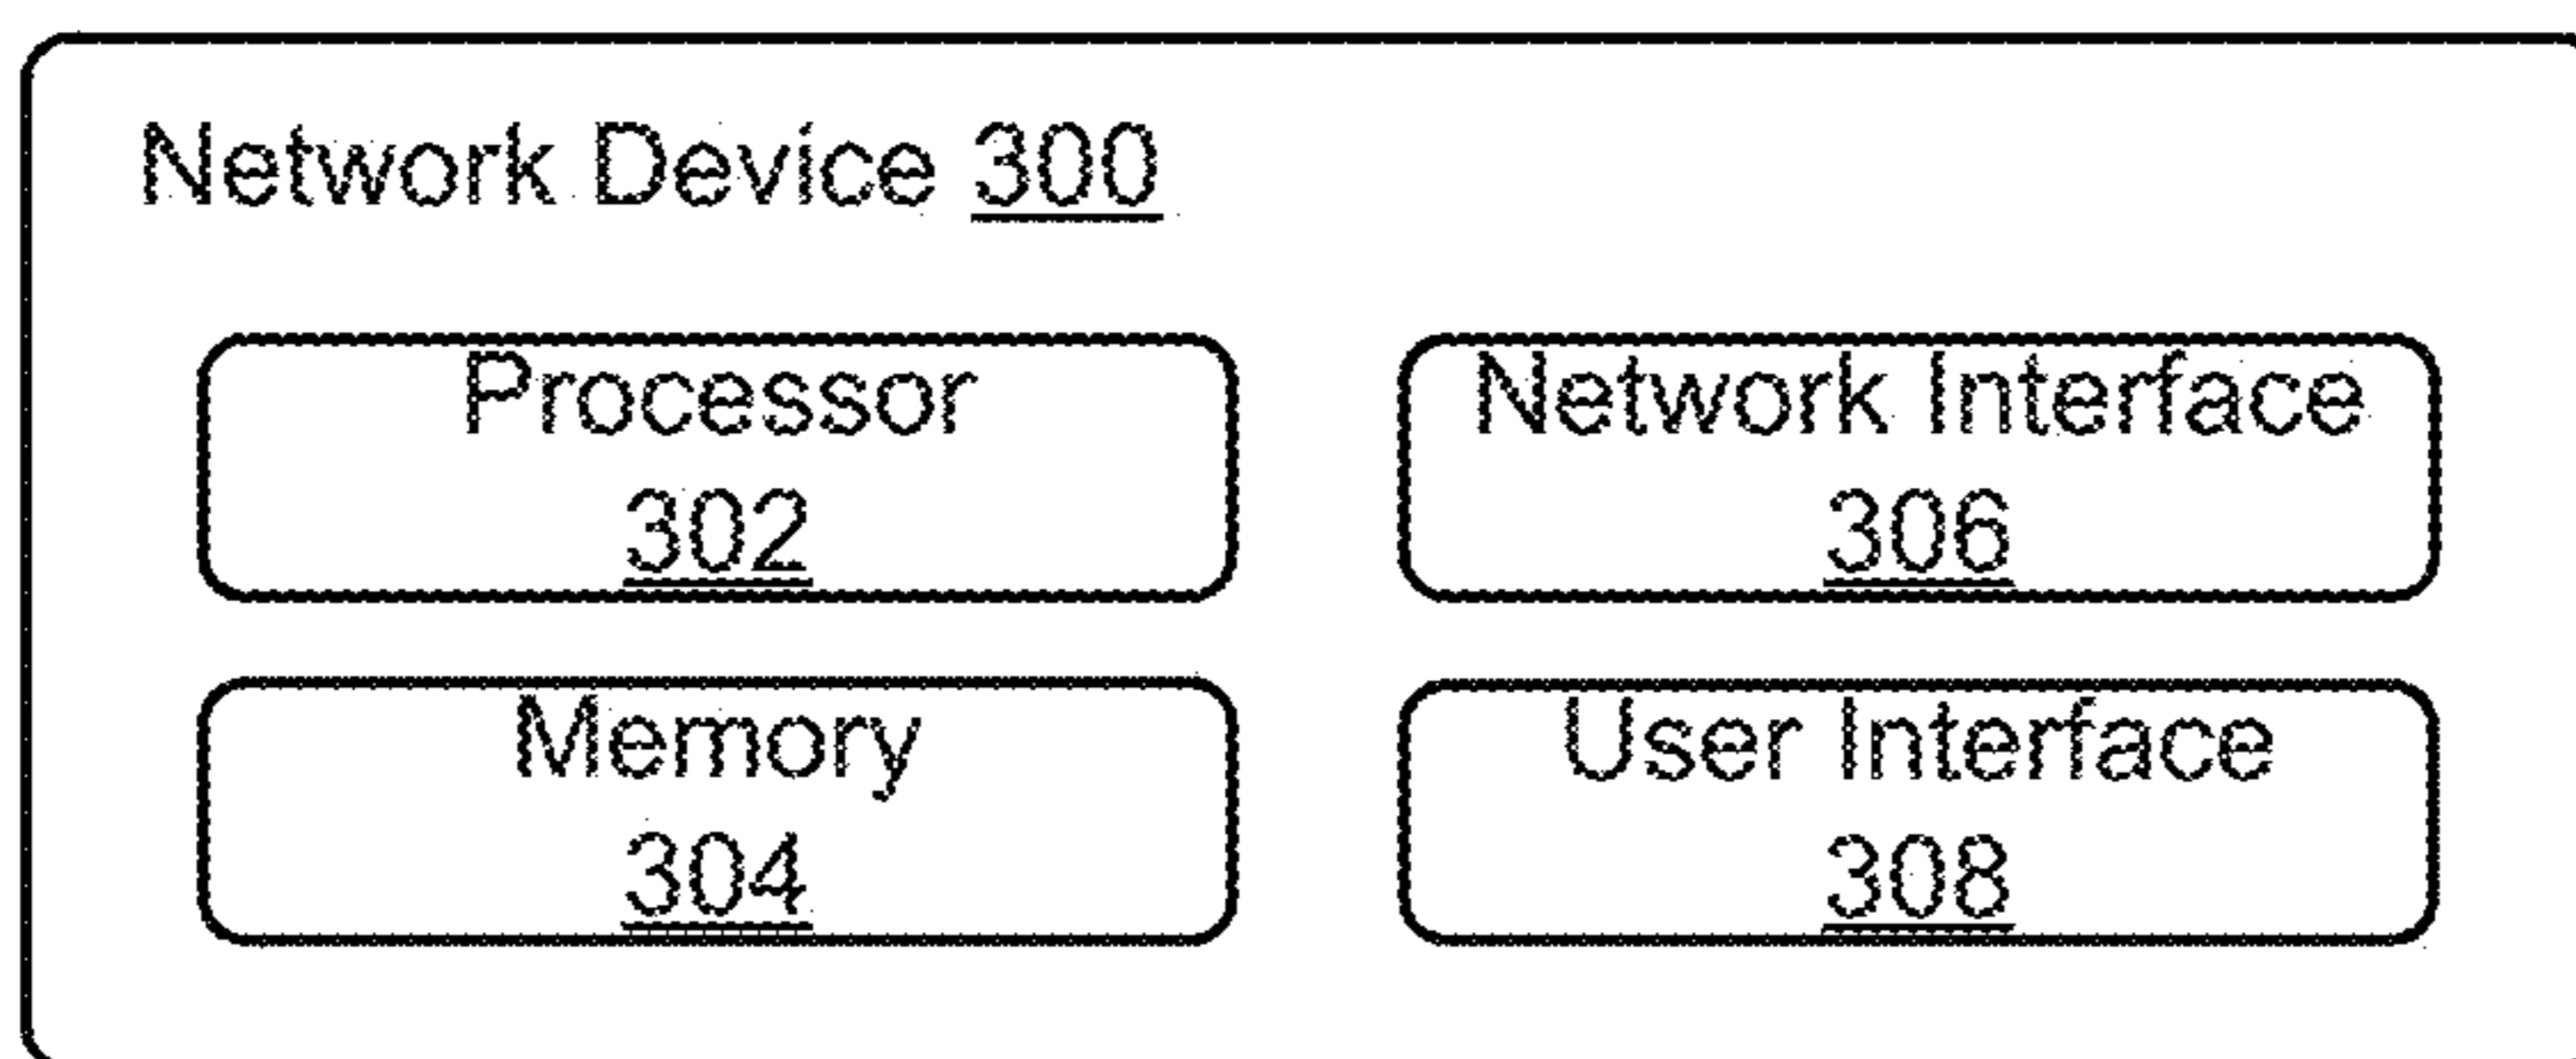 Network Device 300
Processor
302
Network Interface
306
Memory
304
User Interface
308